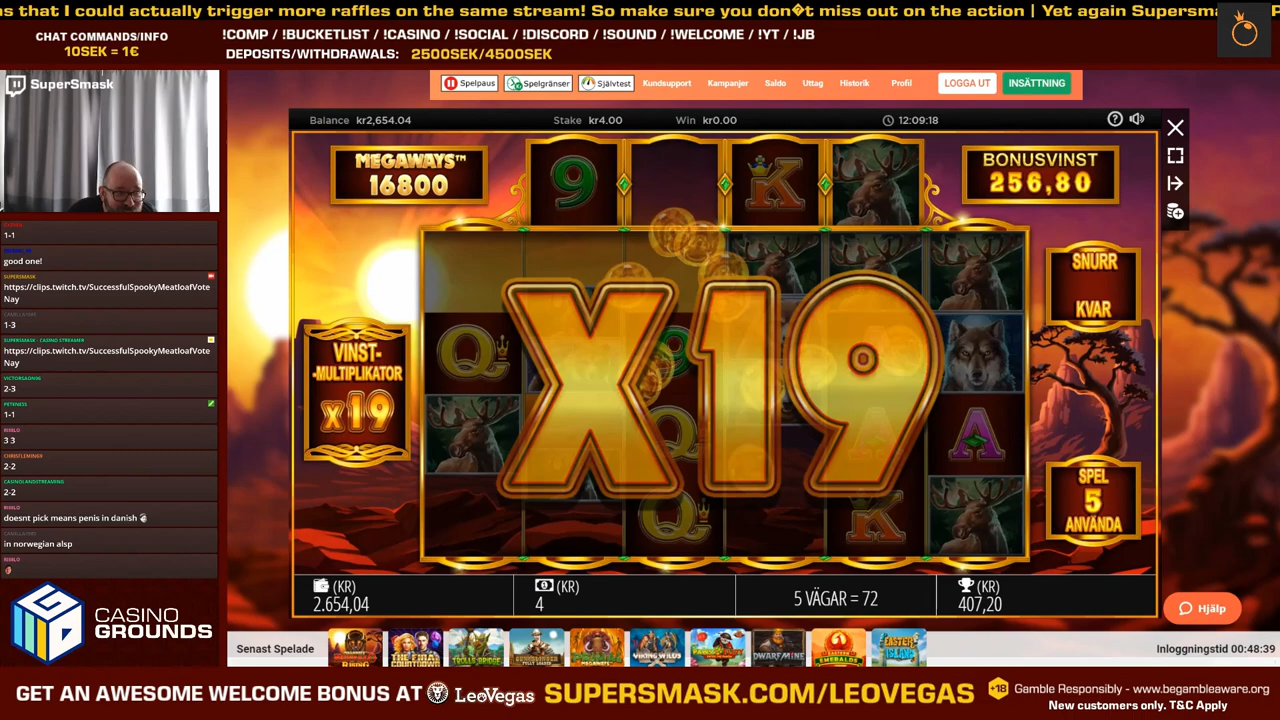 ns that I could actually trigger more raffles on the same stream! So make sure you don�t miss out on the action | Yet again Supersma
CHAT COMMANDS/INFO
10SEK = 1€
!COMP / !BUCKETLIST / !CASINO / !SOCIAL / !DISCORD / !SOUND / !WELCOME / !YT / !JB
DEPOSITS/WITHDRAWALS: 2500SEK/4500SEK
SuperSmask
Spelpaus
Spelgränser
Självtest
Kundsupport
Kampanjer
Saldo
Uttag
Historik
Profil
LOGGA UT
INSÄTTNING
Balance kr2,654.04
Stake kr4.00
Win kr0.00
12:09:18
MEGAWAYS™
16800
BONUSVINST
256,80
9
K
Q
9
Q
A
Q
K
VINST-
-MULTIPLIKATOR
x19
X19
SNURR
KVAR
SPEL
5
ANVÄNDA
1-1
good one!
SUPERSMASK
https://clips.twitch.tv/SuccessfulSpookyMeatloafVote
Nay
1-3
SUPERSMASK - CASINO STREAMER
https://clips.twitch.tv/SuccessfulSpookyMeatloafVote
Nay
2-3
1-1
3 3
2-2
CASINOLANDSTREAMING
2-2
doesnt pick means penis in danish
in norwegian alsp
(KR)
2.654,04
(KR)
4
5 VÄGAR = 72
(KR)
407,20
Hjälp
CASINO
GROUNDS
Senast Spelade
Inloggningstid 00:48:39
GET AN AWESOME WELCOME BONUS AT LeoVegas SUPERSMASK.COM/LEOVEGAS
+18 Gamble Responsibly - www.begambleaware.org
New customers only. T&C Apply